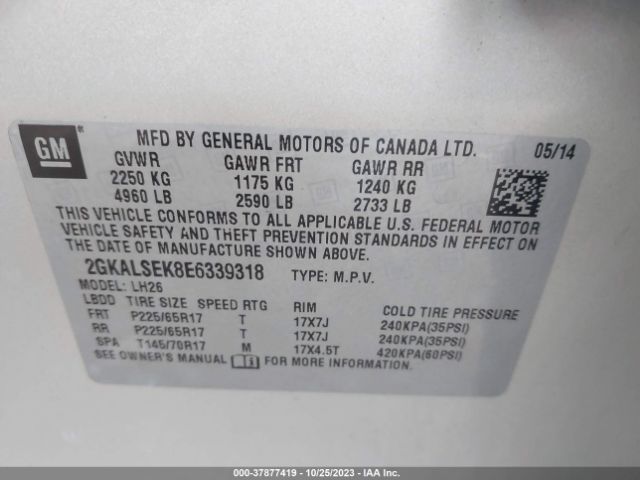 GM
MFD BY GENERAL MOTORS OF CANADA LTD. 05/14
GVWR GAWR FRT GAWR RR
2250 KG 1175 KG 1240 KG
4960 LB 2590 LB 2733 LB
THIS VEHICLE CONFORMS TO ALL APPLICABLE U.S. FEDERAL MOTOR
VEHICLE SAFETY AND THEFT PREVENTION STANDARDS IN EFFECT ON
THE DATE OF MANUFACTURE SHOWN ABOVE.
2GKALSEK8E6339318 TYPE: M.P.V.
MODEL: LH26
LBDD TIRE SIZE SPEED RTG RIM COLD TIRE PRESSURE
FRT P225/65R17 T 17X7J 240KPA(35PSI)
RR P225/65R17 T 17X7J 240KPA(35PSI)
SPA T145/70R17 M 17X4.5T 420KPA(60PSI)
SEE OWNER'S MANUAL FOR MORE INFORMATION.
000-37877419 - 10/25/2023 - IAA Inc.